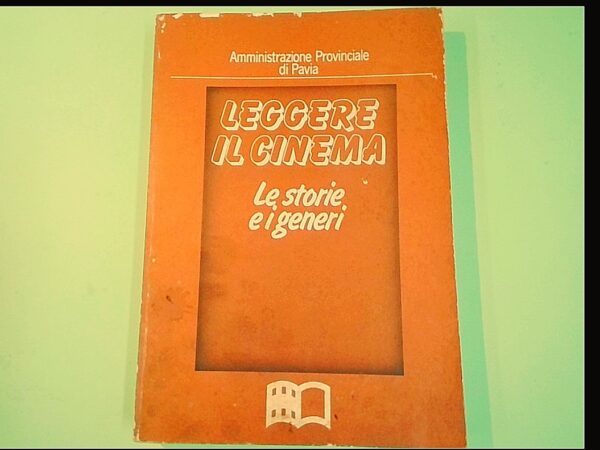 Amministrazione Provinciale
di Pavia
LEGGERE
IL CINEMA
Le storie
e i generi